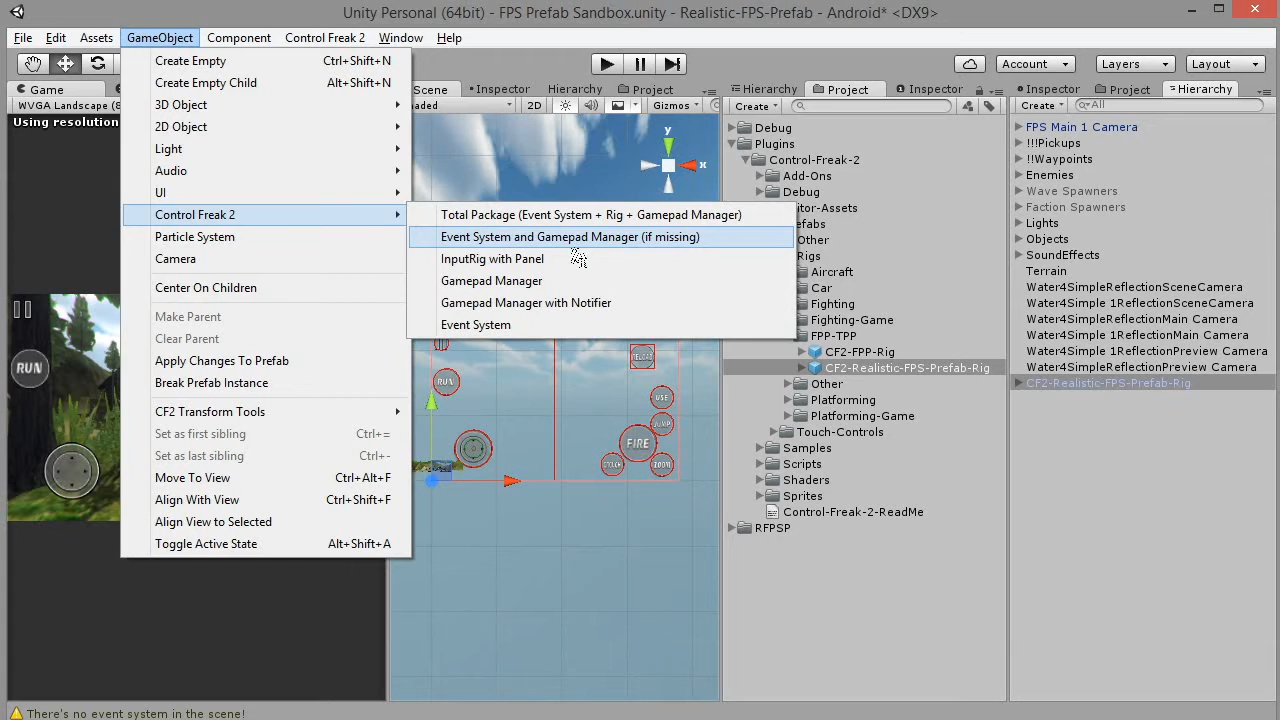 Unity Personal (64bit) - FPS Prefab Sandbox.unity - Realistic-FPS-Prefab - Android* <DX9>
File Edit Assets GameObject Component Control Freak 2 Window Help
Account Layers Layout
Game
WVGA Landscape (8
Using resolution
RUN
Create Empty Ctrl+Shift+N
Create Empty Child Alt+Shift+N
3D Object
2D Object
Light
Audio
UI
Control Freak 2
Particle System
Camera
Center On Children
Make Parent
Clear Parent
Apply Changes To Prefab
Break Prefab Instance
CF2 Transform Tools
Set as first sibling Ctrl+=
Set as last sibling Ctrl+-
Move To View Ctrl+Alt+F
Align With View Ctrl+Shift+F
Align View to Selected
Toggle Active State Alt+Shift+A
Total Package (Event System + Rig + Gamepad Manager)
Event System and Gamepad Manager (if missing)
InputRig with Panel
Gamepad Manager
Gamepad Manager with Notifier
Event System
Scene Inspector Hierarchy Project
aded 2D Gizmos
y
x
RELOAD
RUN
USE
JUMP
FIRE
ZOOM
Hierarchy Project Inspector
Create
Debug
Plugins
Control-Freak-2
Add-Ons
Debug
itor-Assets
efabs
Other
Aircraft
Car
Fighting
Fighting-Game
FPP-TPP
CF2-FPP-Rig
CF2-Realistic-FPS-Prefab-Rig
Other
Platforming
Platforming-Game
Touch-Controls
Samples
Scripts
Shaders
Sprites
Control-Freak-2-ReadMe
RFPSP
Inspector Project Hierarchy
Create All
FPS Main 1 Camera
!!!Pickups
!!Waypoints
Enemies
Wave Spawners
Faction Spawners
Lights
Objects
SoundEffects
Terrain
Water4SimpleReflectionSceneCamera
Water4Simple 1ReflectionSceneCamera
Water4SimpleReflectionMain Camera
Water4Simple 1ReflectionMain Camera
Water4Simple 1ReflectionPreview Camera
Water4SimpleReflectionPreview Camera
CF2-Realistic-FPS-Prefab-Rig
There's no event system in the scene!